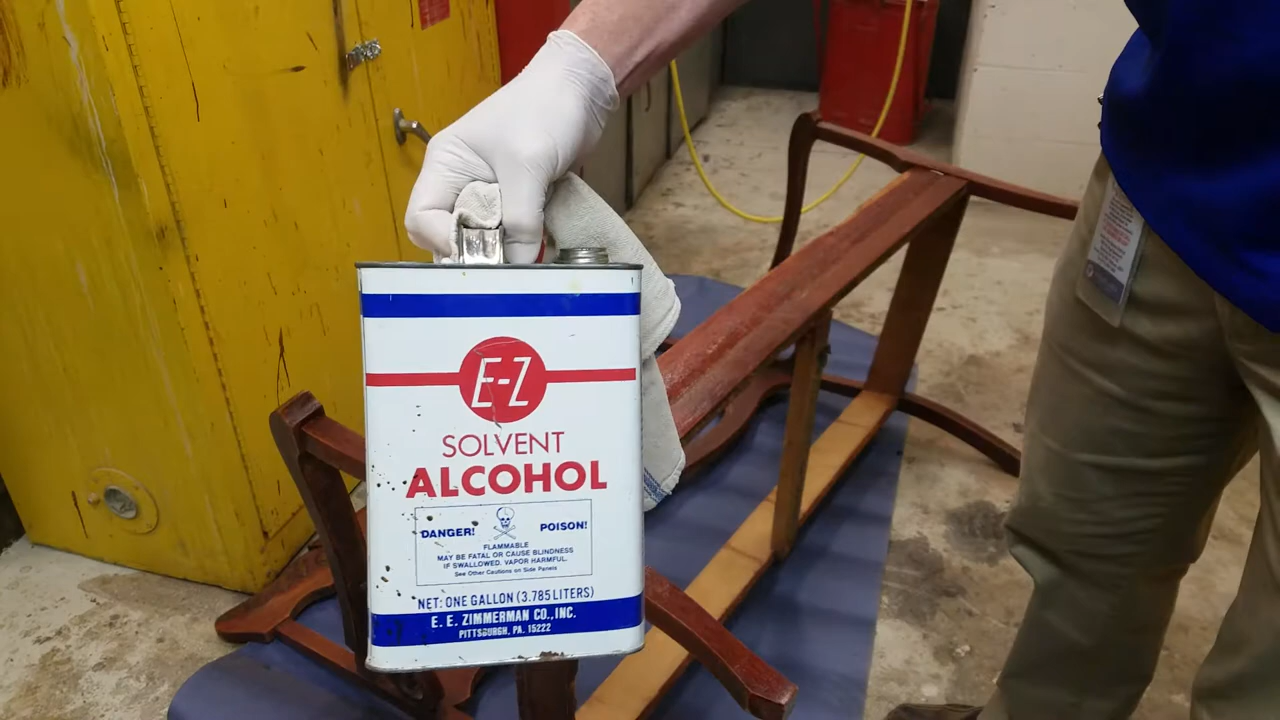 E-Z
SOLVENT
ALCOHOL
DANGER! POISON!
FLAMMABLE
MAY BE FATAL OR CAUSE BLINDNESS
IF SWALLOWED. VAPOR HARMFUL.
See Other Cautions on Side Panels
NET: ONE GALLON (3.785 LITERS)
E. E. ZIMMERMAN CO., INC.
PITTSBURGH, PA. 15222